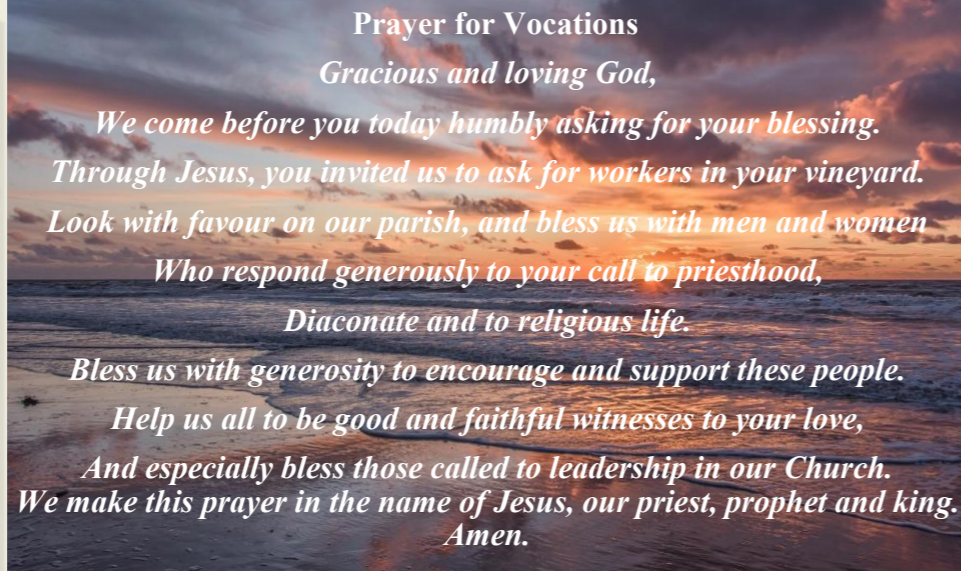 Prayer for Vocations
Gracious and loving God,
We come before you today humbly asking for your blessing.
Through Jesus, you invited us to ask for workers in your vineyard.
Look with favour on our parish, and bless us with men and women
Who respond generously to your call to priesthood,
Diaconate and to religious life.
Bless us with generosity to encourage and support these people.
Help us all to be good and faithful witnesses to your love,
And especially bless those called to leadership in our Church.
We make this prayer in the name of Jesus, our priest, prophet and king.
Amen.